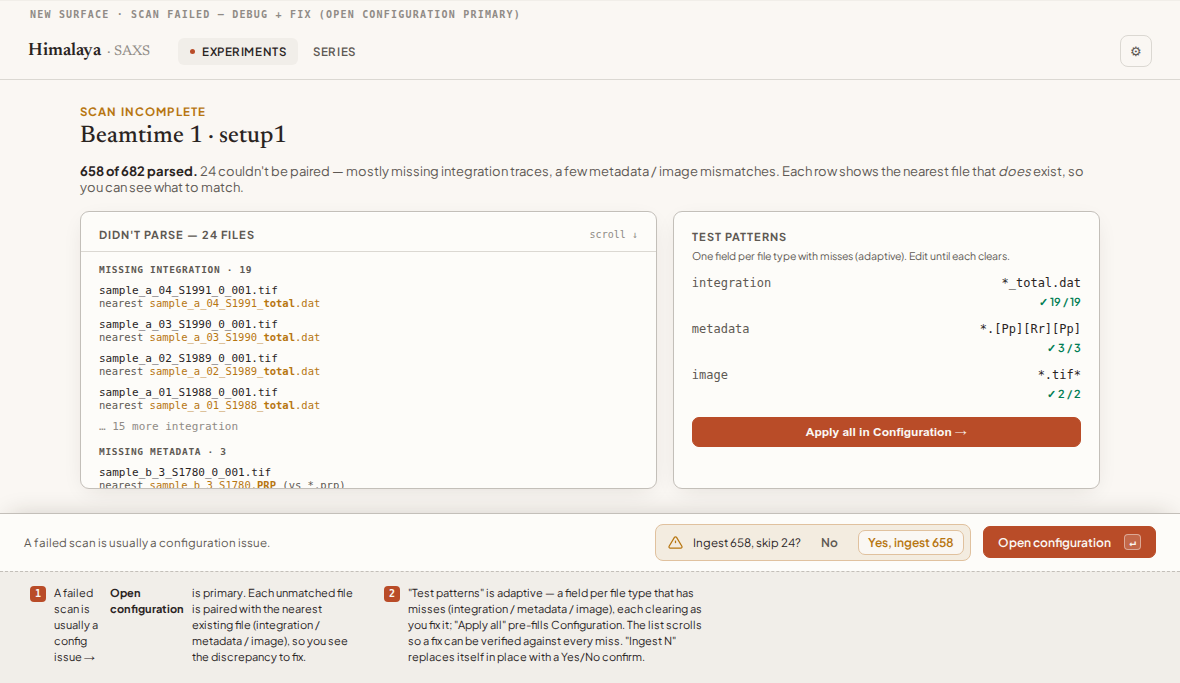 NEW SURFACE · SCAN FAILED — DEBUG + FIX (OPEN CONFIGURATION PRIMARY)
Himalaya · SAXS
EXPERIMENTS
SERIES
SCAN INCOMPLETE
Beamtime 1 · setup1
658 of 682 parsed. 24 couldn't be paired — mostly missing integration traces, a few metadata / image mismatches. Each row shows the nearest file that does exist, so
you can see what to match.
DIDN'T PARSE — 24 FILES
scroll ↓
MISSING INTEGRATION · 19
sample_a_04_S1991_0_001.tif
nearest sample_a_04_S1991_total.dat
sample_a_03_S1990_0_001.tif
nearest sample_a_03_S1990_total.dat
sample_a_02_S1989_0_001.tif
nearest sample_a_02_S1989_total.dat
sample_a_01_S1988_0_001.tif
nearest sample_a_01_S1988_total.dat
… 15 more integration
MISSING METADATA · 3
sample_b_3_S1780_0_001.tif
nearest sample_b_3_S1780.PRP (vs *.prp)
TEST PATTERNS
One field per file type with misses (adaptive). Edit until each clears.
integration
*_total.dat
✓ 19 / 19
metadata
*.[Pp][Rr][Pp]
✓ 3 / 3
image
*.tif*
✓ 2 / 2
Apply all in Configuration →
A failed scan is usually a configuration issue.
Ingest 658, skip 24?
No
Yes, ingest 658
Open configuration ↵
1
A failed
scan is
usually a
config
issue →
Open
configuration
is primary. Each unmatched file
is paired with the nearest
existing file (integration /
metadata / image), so you see
the discrepancy to fix.
2
"Test patterns" is adaptive — a field per file type that has
misses (integration / metadata / image), each clearing as
you fix it; "Apply all" pre-fills Configuration. The list scrolls
so a fix can be verified against every miss. "Ingest N"
replaces itself in place with a Yes/No confirm.